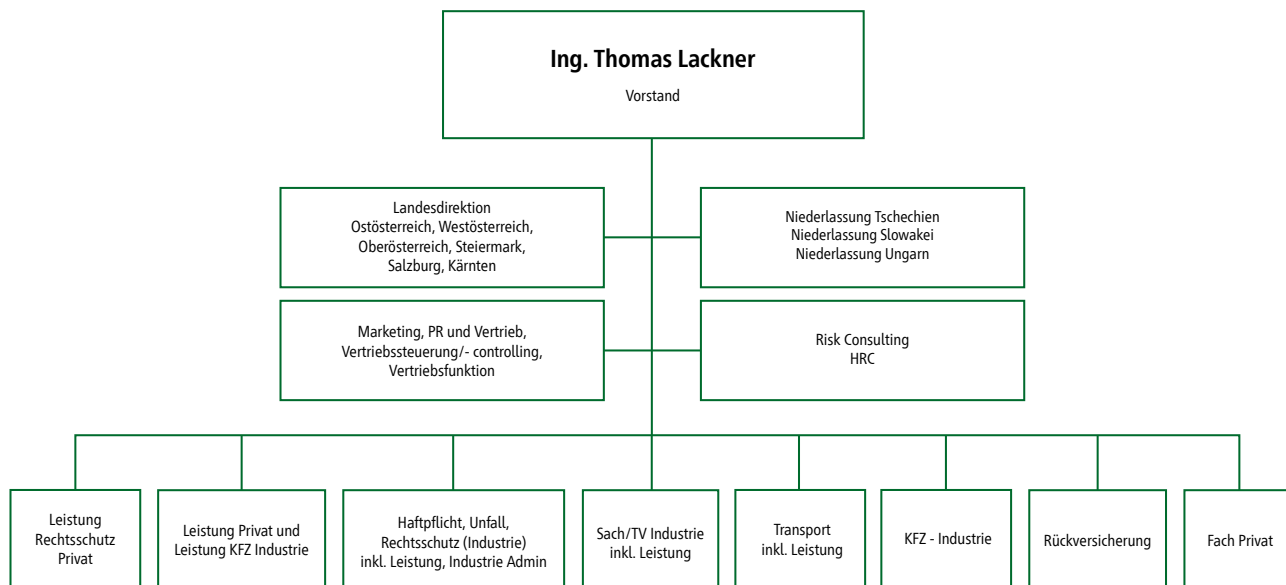 Ing. Thomas Lackner
Vorstand
Landesdirektion
Ostösterreich, Westösterreich,
Oberösterreich, Steiermark,
Salzburg, Kärnten
Niederlassung Tschechien
Niederlassung Slowakei
Niederlassung Ungarn
Marketing, PR und Vertrieb,
Vertriebssteuerung/- controlling,
Vertriebsfunktion
Risk Consulting
HRC
Leistung
Rechtsschutz
Privat
Leistung Privat und
Leistung KFZ Industrie
Haftpflicht, Unfall,
Rechtsschutz (Industrie)
inkl. Leistung, Industrie Admin
Sach/TV Industrie
inkl. Leistung
Transport
inkl. Leistung
KFZ - Industrie
Rückversicherung
Fach Privat